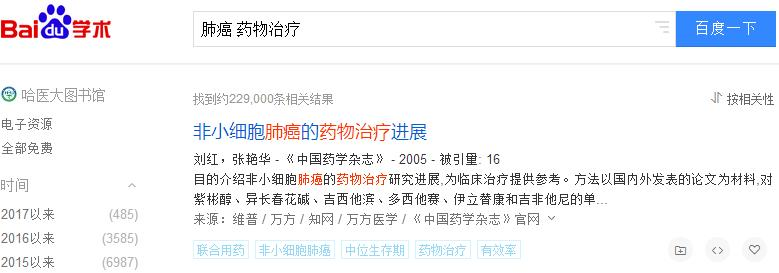 Bai du 学术
肺癌 药物治疗
百度一下
哈医大图书馆
电子资源
全部免费
时间
2017以来 (485)
2016以来 (3585)
2015以来 (6987)
找到约229,000条相关结果
按相关性
非小细胞肺癌的药物治疗进展
刘红，张艳华 - 《中国药学杂志》 - 2005 - 被引量: 16
目的介绍非小细胞肺癌的药物治疗研究进展,为临床治疗提供参考。方法以国内外发表的论文为材料,对
紫彬醇、异长春花碱、吉西他滨、多西他赛、伊立替康和吉非他尼的单...
来源：维普 / 万方 / 知网 / 万方医学 / 《中国药学杂志》官网
联合用药 非小细胞肺癌 中位生存期 药物治疗 有效率